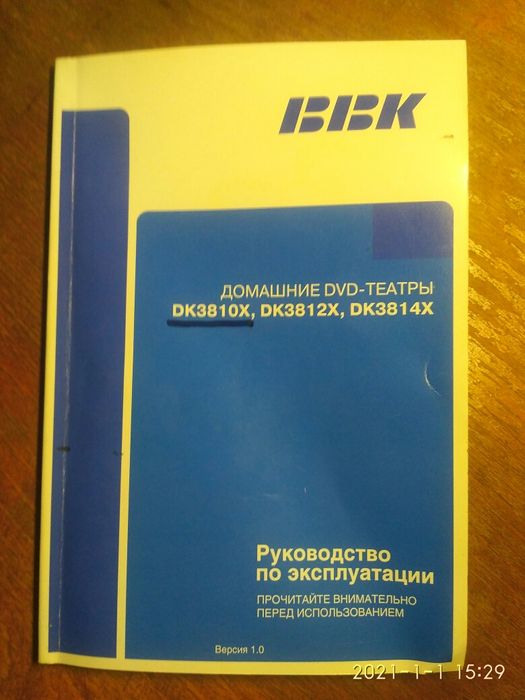 BBK
ДОМАШНИЕ DVD-ТЕАТРЫ
DK3810X, DK3812X, DK3814X
Руководство
по эксплуатации
ПРОЧИТАЙТЕ ВНИМАТЕЛЬНО
ПЕРЕД ИСПОЛЬЗОВАНИЕМ
Версия 1.0
2021-1-1 15:29